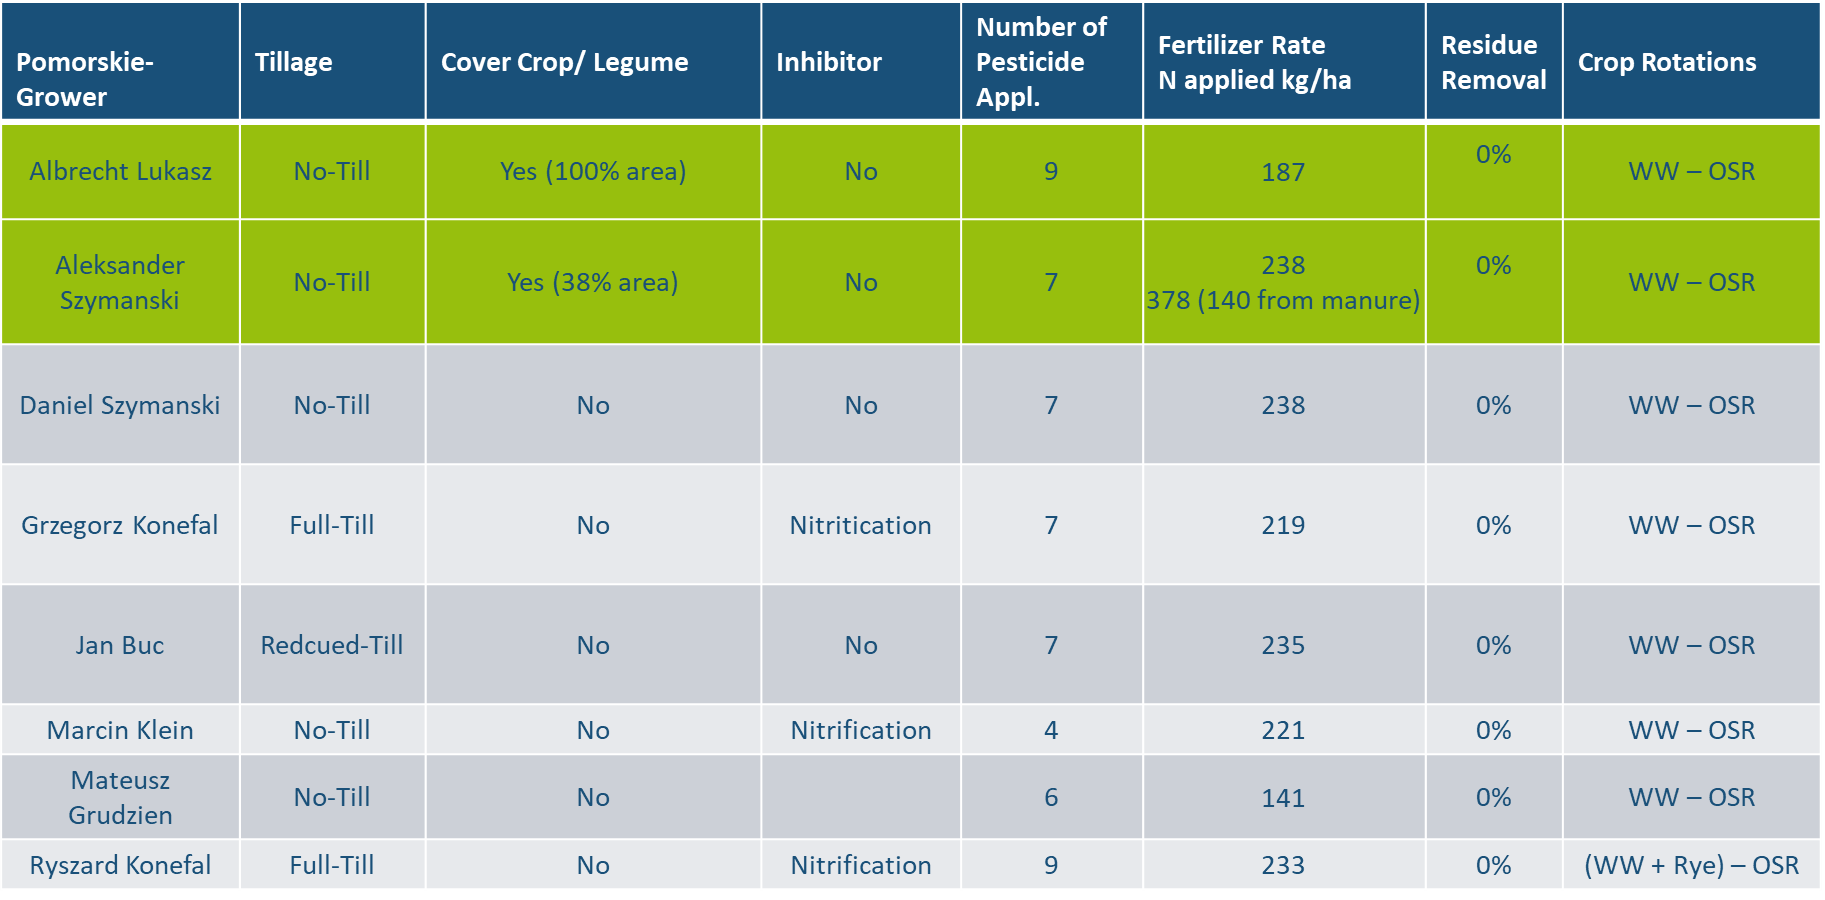 Pomorskie-
Grower
Tillage
Cover Crop/ Legume
Inhibitor
Number of
Pesticide
Appl.
Fertilizer Rate
N applied kg/ha
Residue
Removal
Crop Rotations
Albrecht Lukasz
No-Till
Yes (100% area)
No
9
187
0%
WW – OSR
Aleksander
Szymanski
No-Till
Yes (38% area)
No
7
238
378 (140 from manure)
0%
WW – OSR
Daniel Szymanski
No-Till
No
No
7
238
0%
WW – OSR
Grzegorz Konefal
Full-Till
No
Nitritication
7
219
0%
WW – OSR
Jan Buc
Redcued-Till
No
No
7
235
0%
WW – OSR
Marcin Klein
No-Till
No
Nitrification
4
221
0%
WW – OSR
Mateusz
Grudzien
No-Till
No
6
141
0%
WW – OSR
Ryszard Konefal
Full-Till
No
Nitrification
9
233
0%
(WW + Rye) – OSR